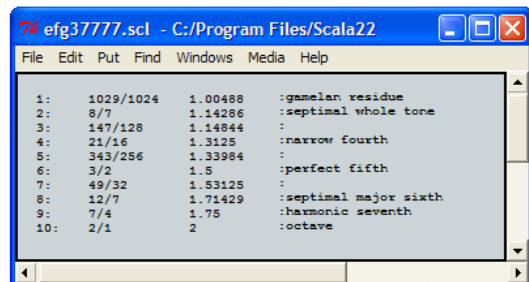 7% efg37777.scl - C:/Program Files/Scala22
File Edit Put Find Windows Media Help
1: 1029/1024 1.00488 :gamelan residue
2: 8/7 1.14286 :septimal whole tone
3: 147/128 1.14844 :
4: 21/16 1.3125 :narrow fourth
5: 343/256 1.33984 :
6: 3/2 1.5 :perfect fifth
7: 49/32 1.53125 :
8: 12/7 1.71429 :septimal major sixth
9: 7/4 1.75 :harmonic seventh
10: 2/1 2 :octave